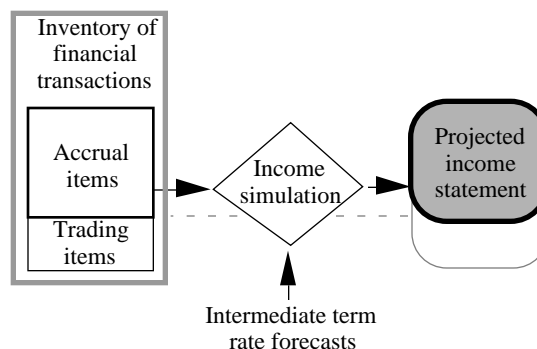 Inventory of
financial
transactions
Accrual
items
Trading
items
Income
simulation
Projected
income
statement
Intermediate term
rate forecasts